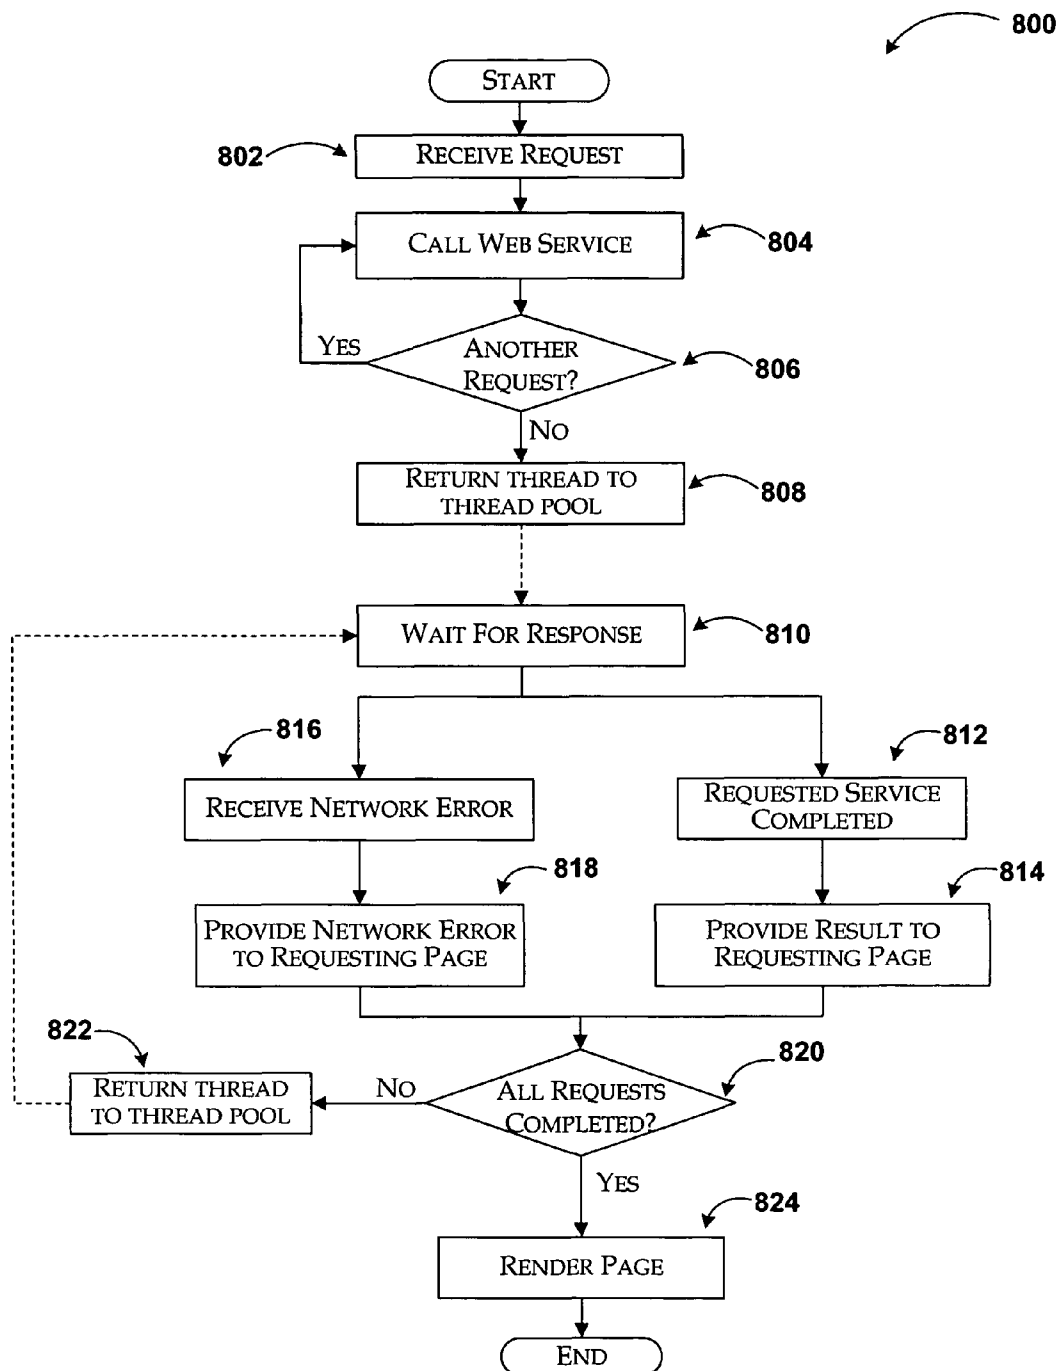 800
START
802
RECEIVE REQUEST
CALL WEB SERVICE
804
YES
ANOTHER
REQUEST?
806
NO
RETURN THREAD TO
THREAD POOL
808
WAIT FOR RESPONSE
810
816
812
RECEIVE NETWORK ERROR
REQUESTED SERVICE
COMPLETED
818
814
PROVIDE NETWORK ERROR
TO REQUESTING PAGE
PROVIDE RESULT TO
REQUESTING PAGE
822
820
RETURN THREAD
TO THREAD POOL
NO
ALL REQUESTS
COMPLETED?
YES
824
RENDER PAGE
END